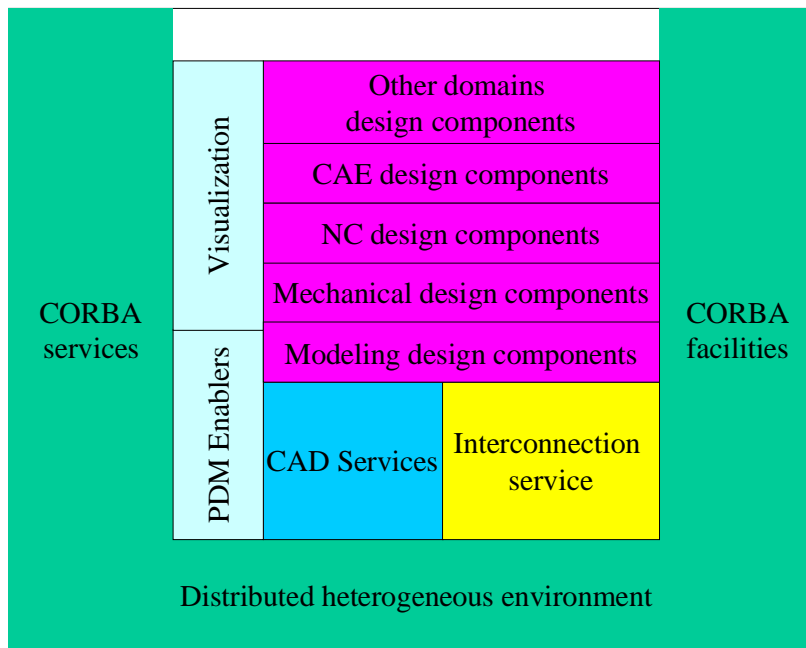 Other domains
design components
CAE design components
NC design components
Mechanical design components
Modeling design components
Visualization
PDM Enablers
CORBA
services
CORBA
facilities
CAD Services
Interconnection
service
Distributed heterogeneous environment